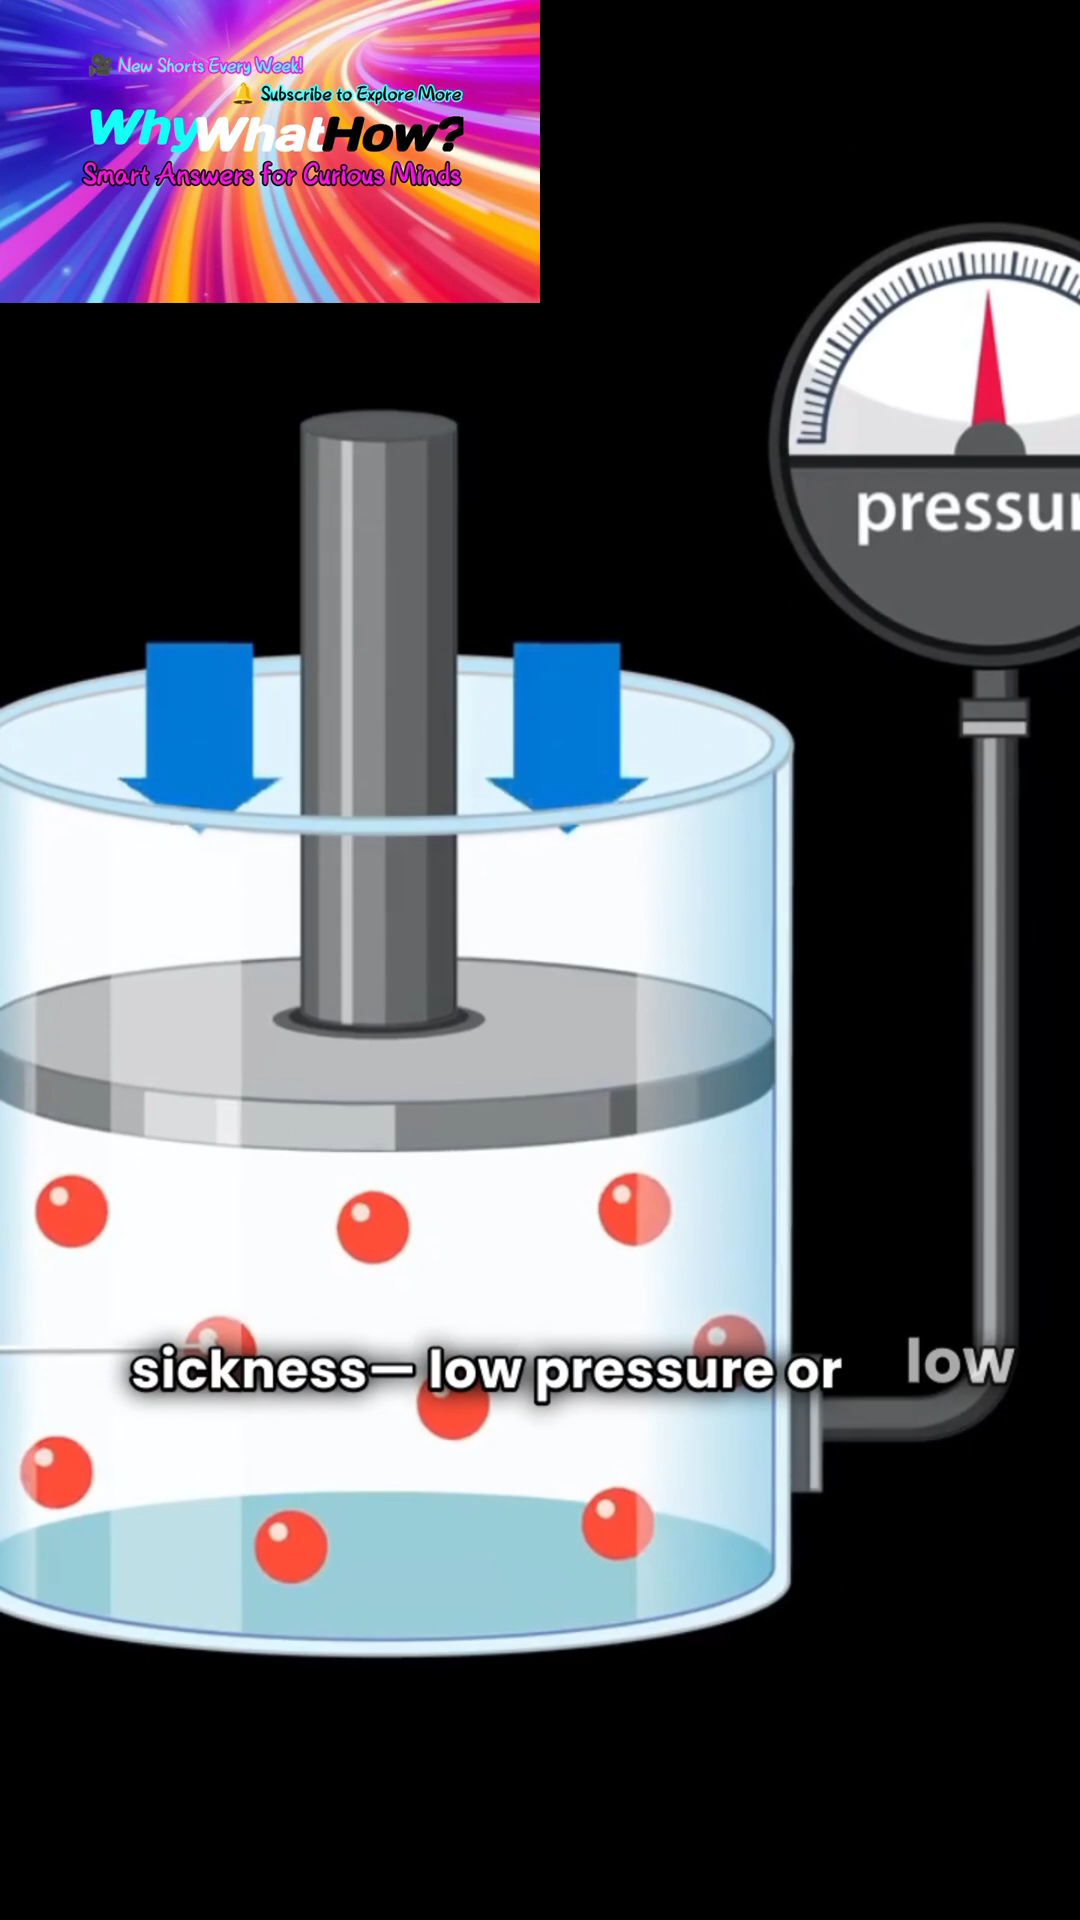 🎥 New Shorts Every Week!
🔔 Subscribe to Explore More
WhyWhatHow?
Smart Answers for Curious Minds
pressur
sickness— low pressure or low